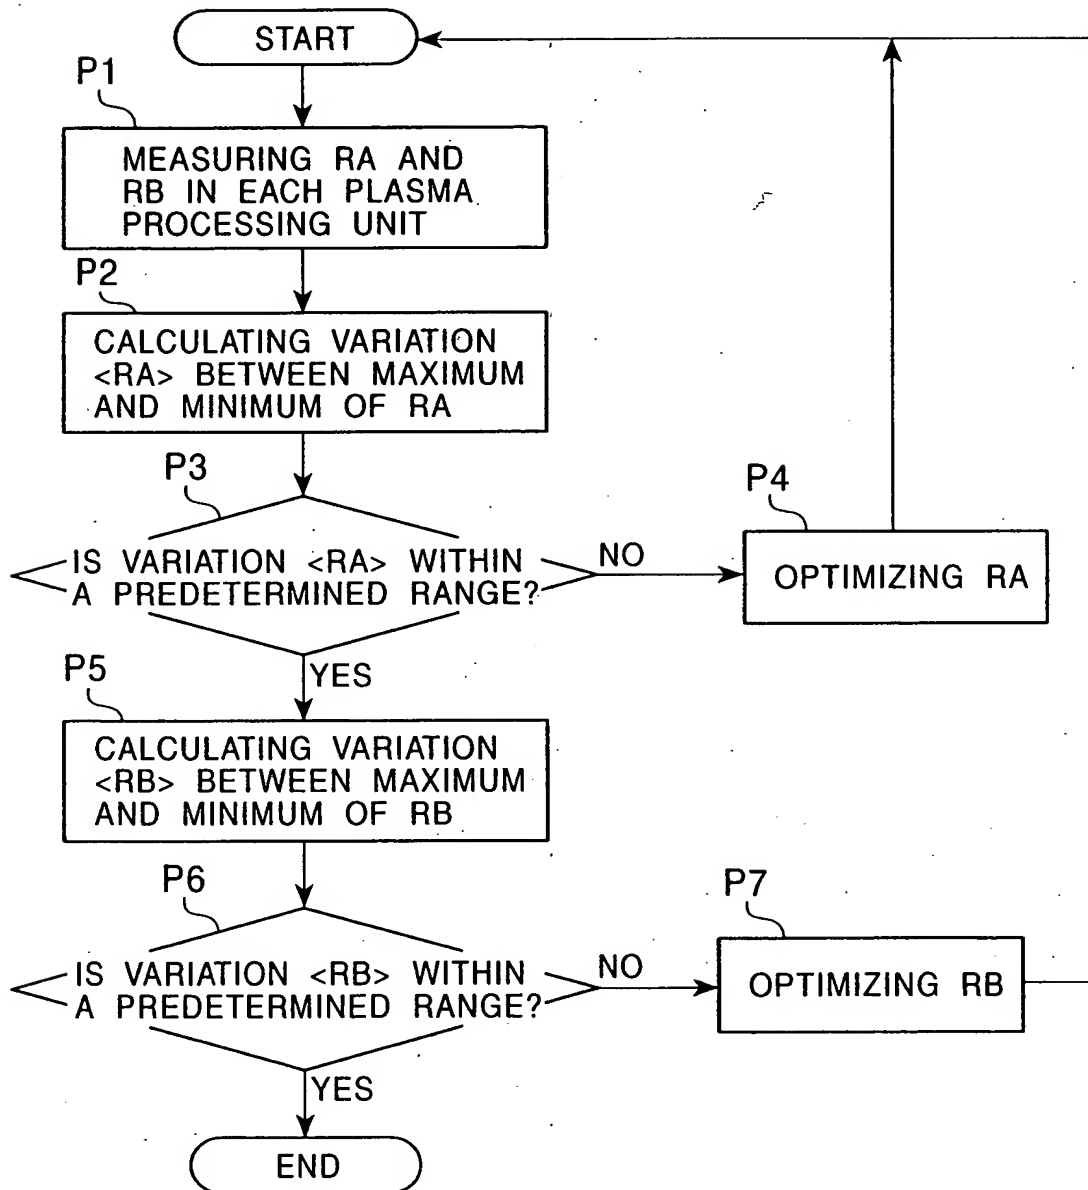 START
P1
MEASURING RA AND
RB IN EACH PLASMA
PROCESSING UNIT
P2
CALCULATING VARIATION
<RA> BETWEEN MAXIMUM
AND MINIMUM OF RA
P3
IS VARIATION <RA> WITHIN
A PREDETERMINED RANGE?
NO
P4
OPTIMIZING RA
YES
P5
CALCULATING VARIATION
<RB> BETWEEN MAXIMUM
AND MINIMUM OF RB
P6
IS VARIATION <RB> WITHIN
A PREDETERMINED RANGE?
NO
P7
OPTIMIZING RB
YES
END